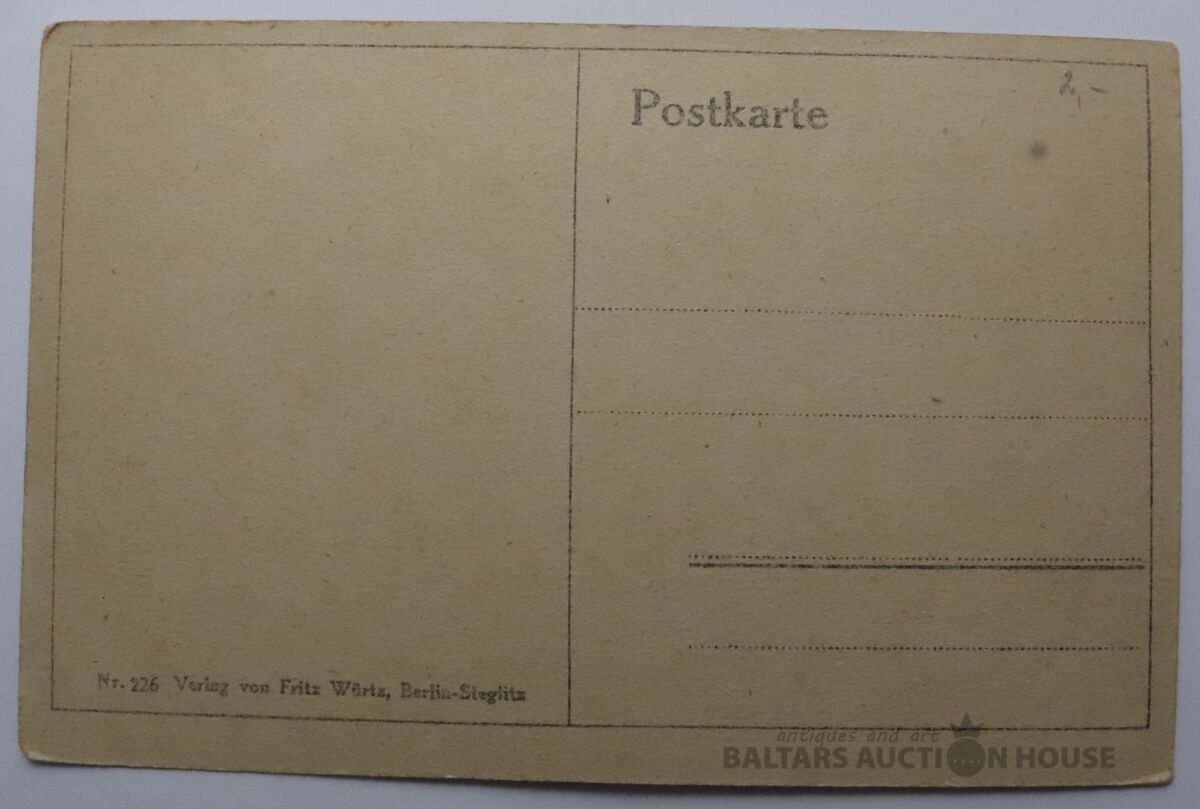 Postkarte
2,-
Nr. 226 Verlag von Fritz Würtz, Berlin-Steglitz
antiques and art
BALTARS AUCTION HOUSE